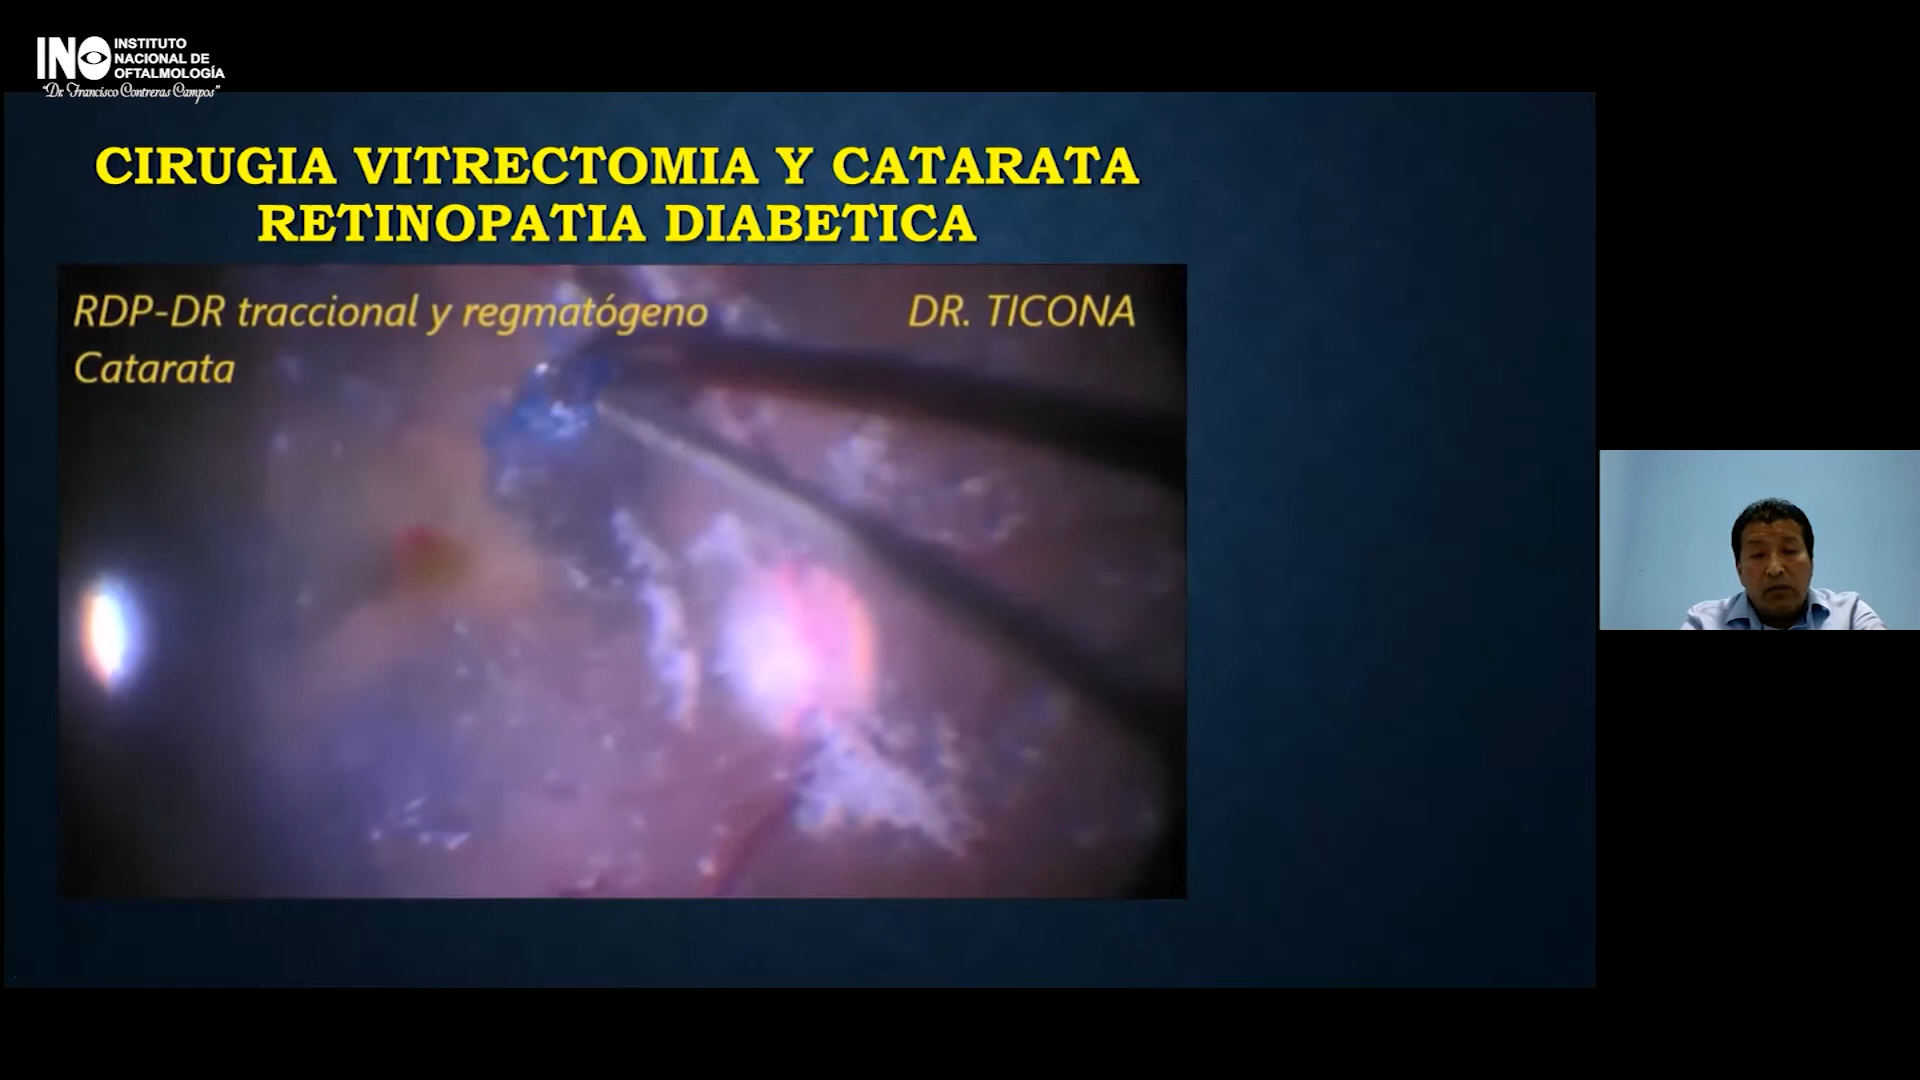 INO INSTITUTO
NACIONAL DE
OFTALMOLOGÍA
"Dr. Francisco Contreras Campos"
CIRUGIA VITRECTOMIA Y CATARATA
RETINOPATIA DIABETICA
RDP-DR traccional y regmatógeno
DR. TICONA
Catarata